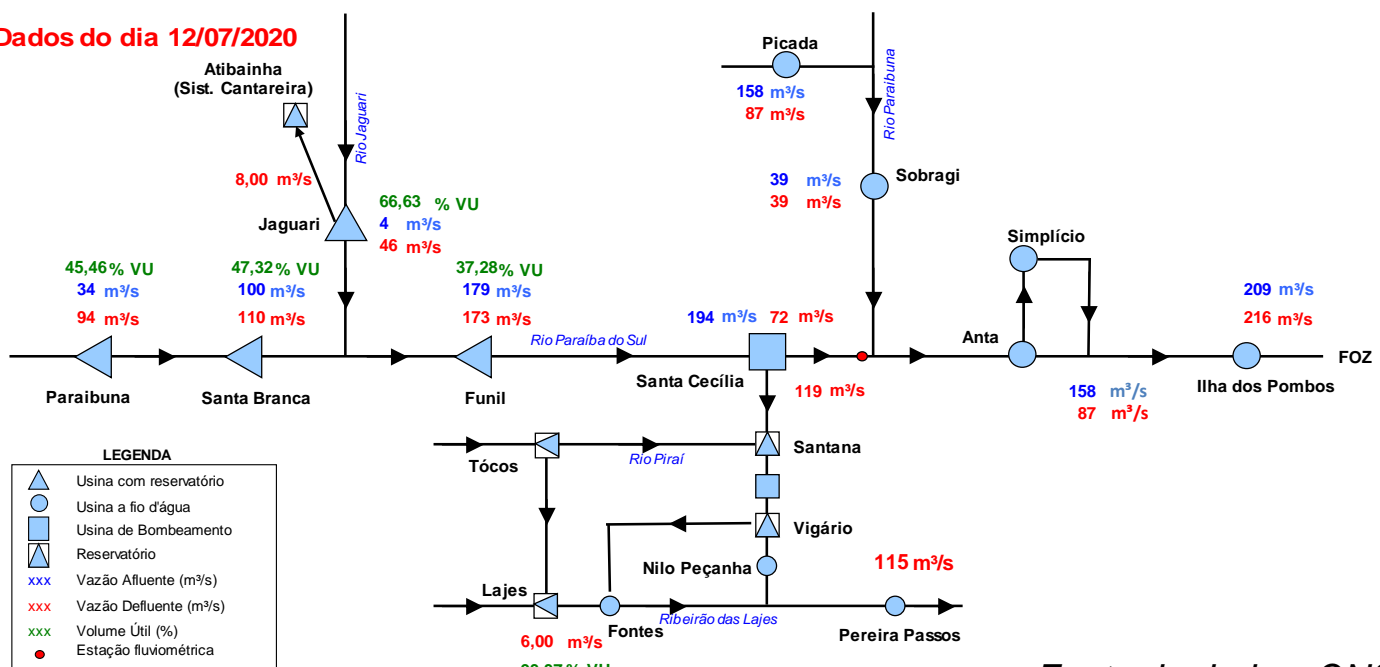 Dados do dia 12/07/2020
Atibainha
(Sist. Cantareira)
Rio Jaguari
8,00 m³/s
Jaguari
66,63 % VU
4 m³/s
46 m³/s
Picada
158 m³/s
87 m³/s
Rio Paraibuna
39 m³/s
39 m³/s
Sobragi
45,46 % VU
34 m³/s
94 m³/s
Paraibuna
47,32 % VU
100 m³/s
110 m³/s
Santa Branca
37,28 % VU
179 m³/s
173 m³/s
Funil
Rio Paraíba do Sul
194 m³/s 72 m³/s
Santa Cecília
119 m³/s
Simplício
Anta
158 m³/s
87 m³/s
209 m³/s
216 m³/s
Ilha dos Pombos
FOZ
Tócos
Rio Piraí
Santana
Vigário
Nilo Peçanha
115 m³/s
Lajes
6,00 m³/s
Fontes
Ribeirão das Lajes
Pereira Passos
LEGENDA
Usina com reservatório
Usina a fio d'água
Usina de Bombeamento
Reservatório
xxx Vazão Afluente (m³/s)
xxx Vazão Defluente (m³/s)
xxx Volume Útil (%)
Estação fluviométrica